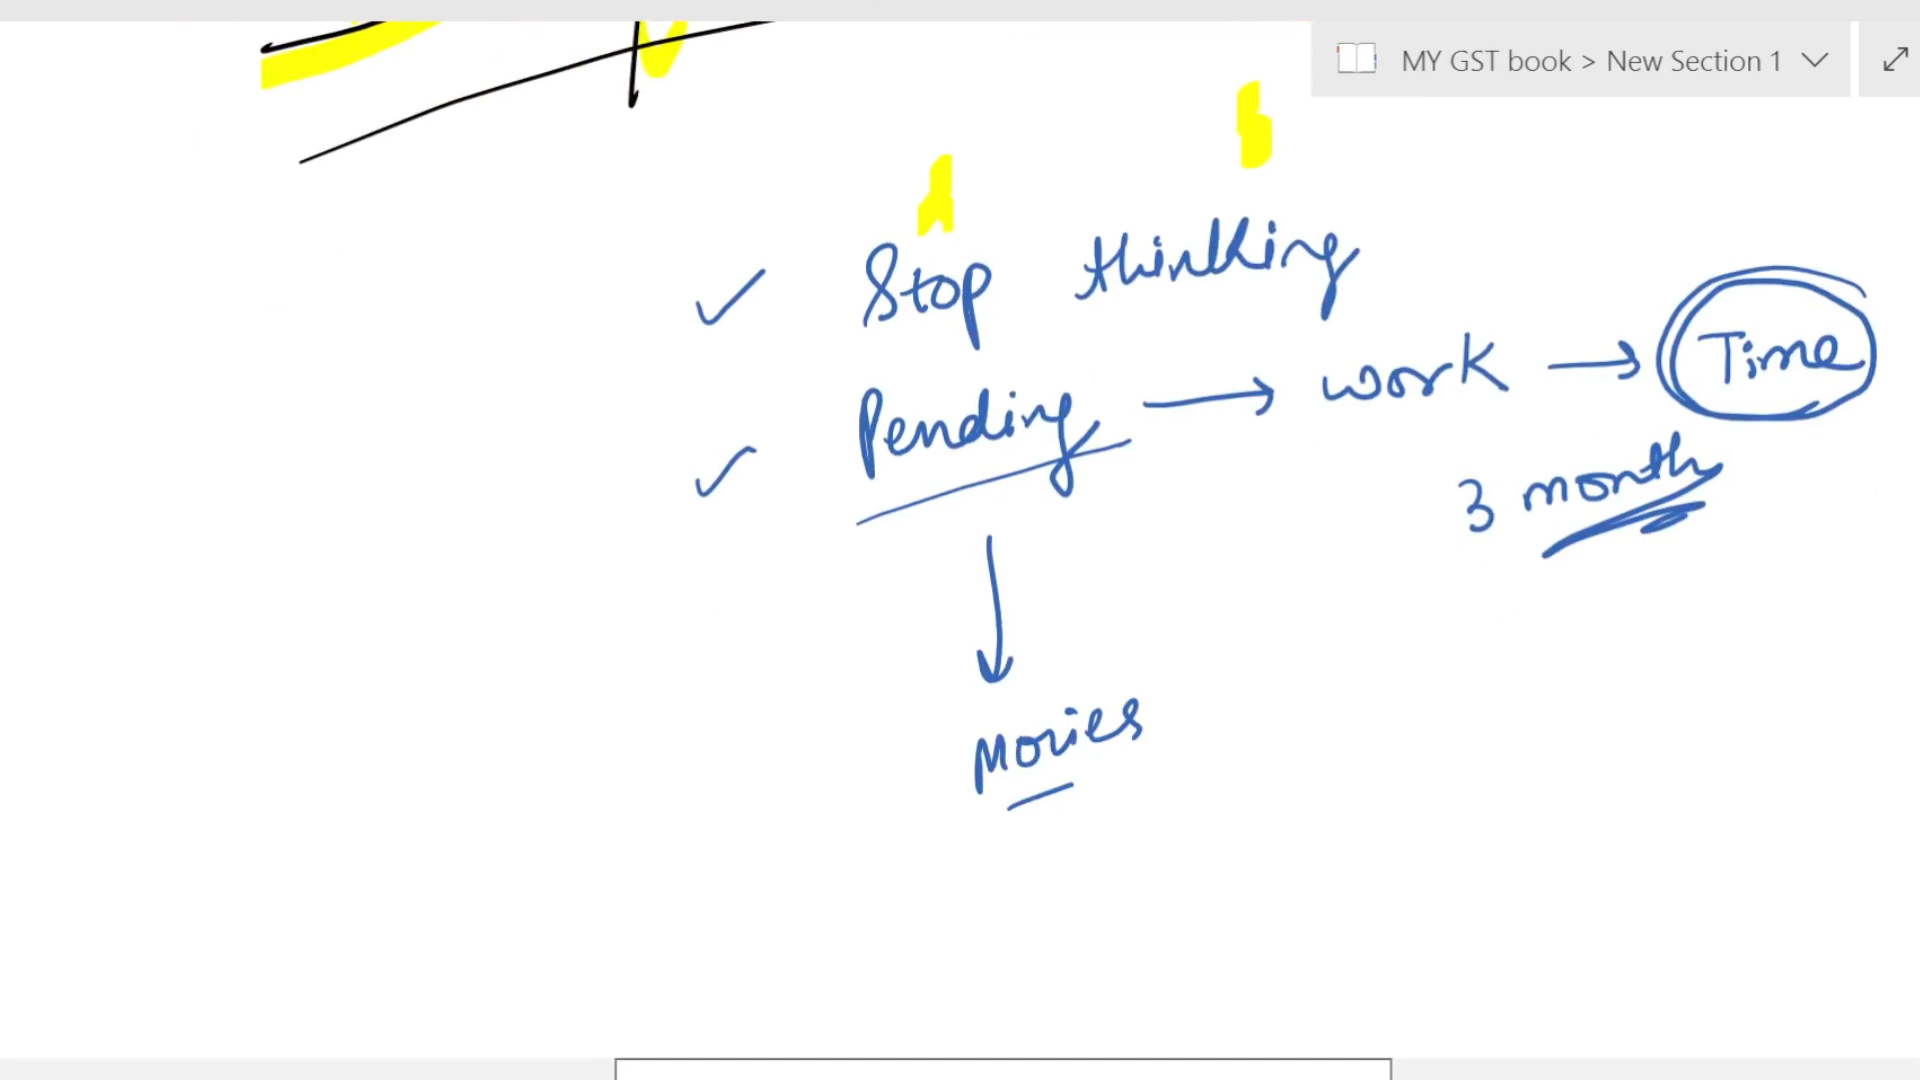 MY GST book > New Section 1
Stop thinking
Pending → work → Time
3 month
Movies